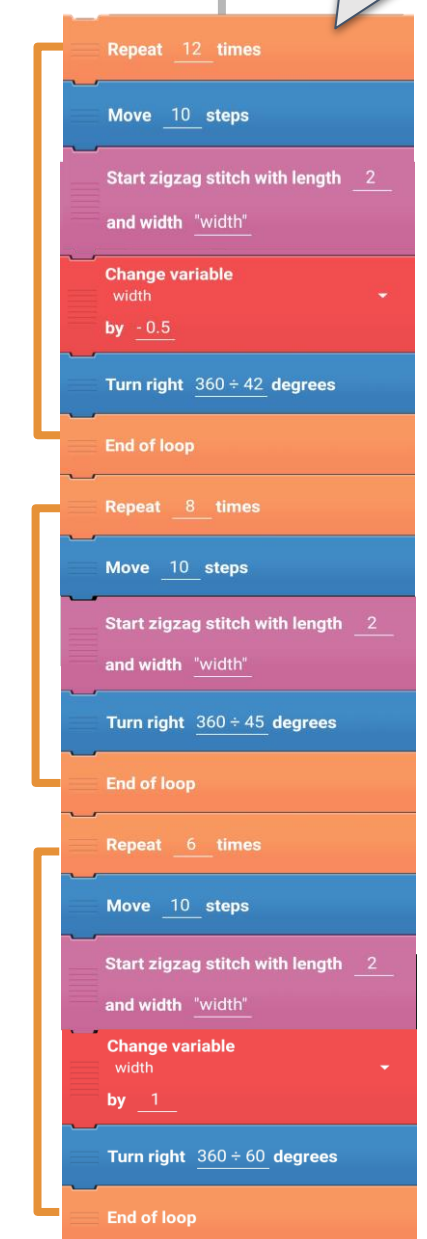 Repeat 12 times
Move 10 steps
Start zigzag stitch with length 2
and width "width"
Change variable
width
by - 0.5
Turn right 360 ÷ 42 degrees
End of loop
Repeat 8 times
Move 10 steps
Start zigzag stitch with length 2
and width "width"
Turn right 360 ÷ 45 degrees
End of loop
Repeat 6 times
Move 10 steps
Start zigzag stitch with length 2
and width "width"
Change variable
width
by 1
Turn right 360 ÷ 60 degrees
End of loop